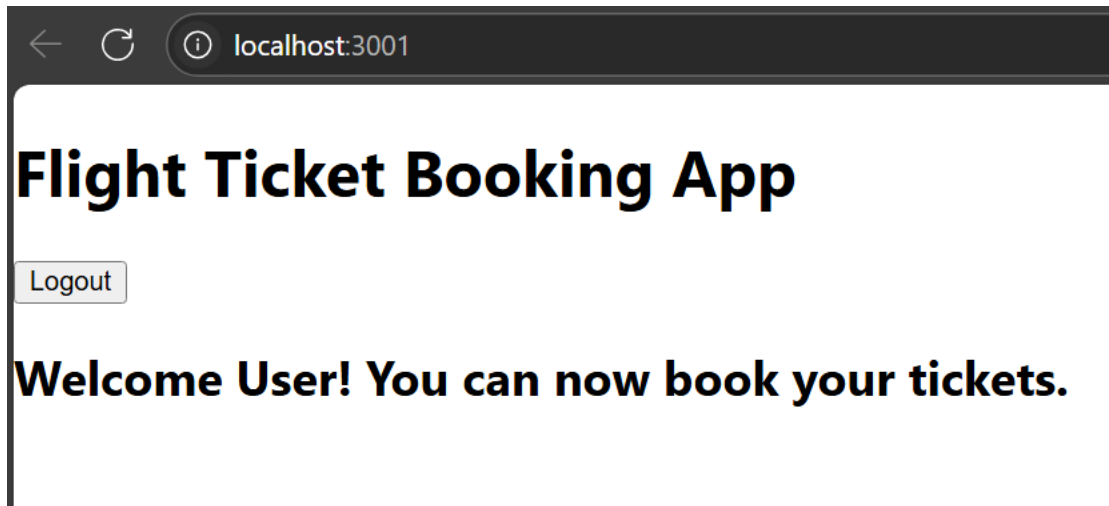 localhost:3001
Flight Ticket Booking App
Logout
Welcome User! You can now book your tickets.